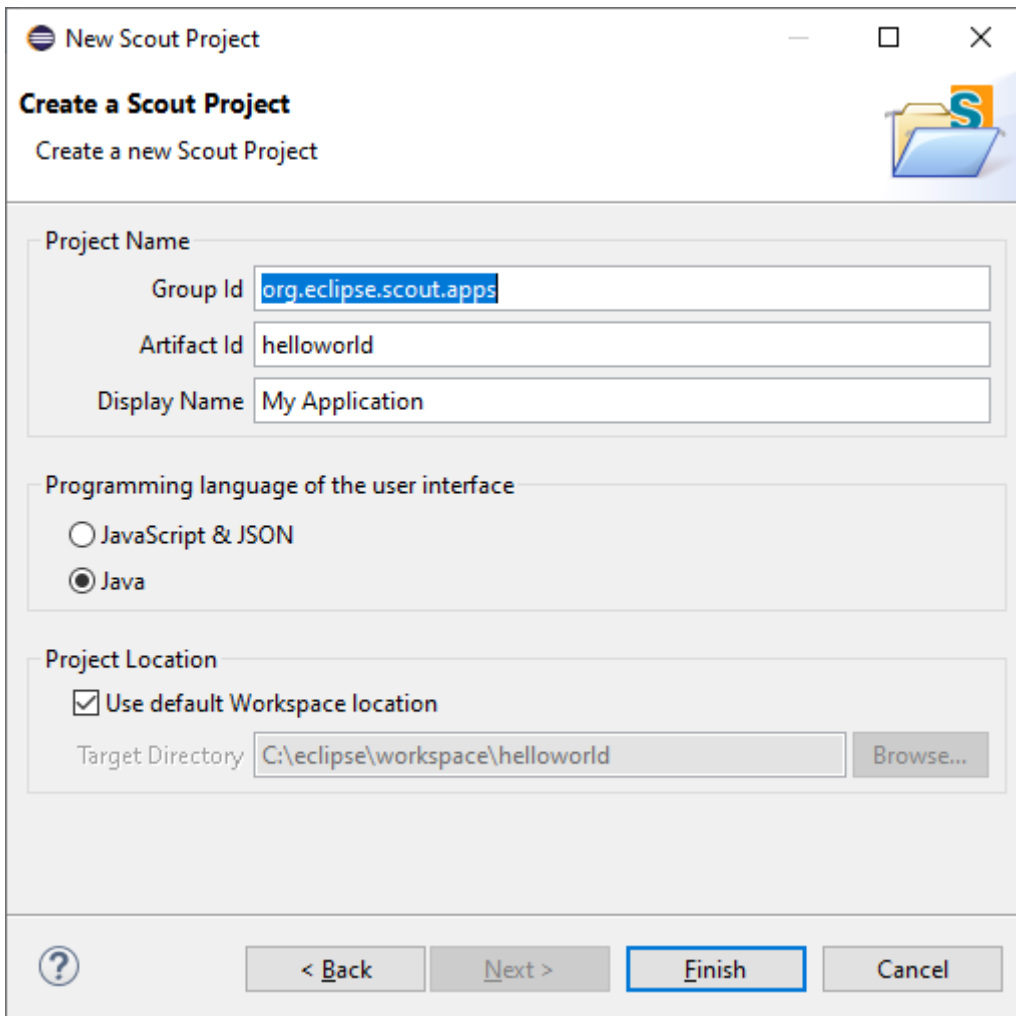 New Scout Project
Create a Scout Project
Create a new Scout Project
S
Project Name
Group Id org.eclipse.scout.apps
Artifact Id helloworld
Display Name My Application
Programming language of the user interface
JavaScript & JSON
Java
Project Location
Use default Workspace location
Target Directory C:\eclipse\workspace\helloworld Browse...
? < Back Next > Finish Cancel